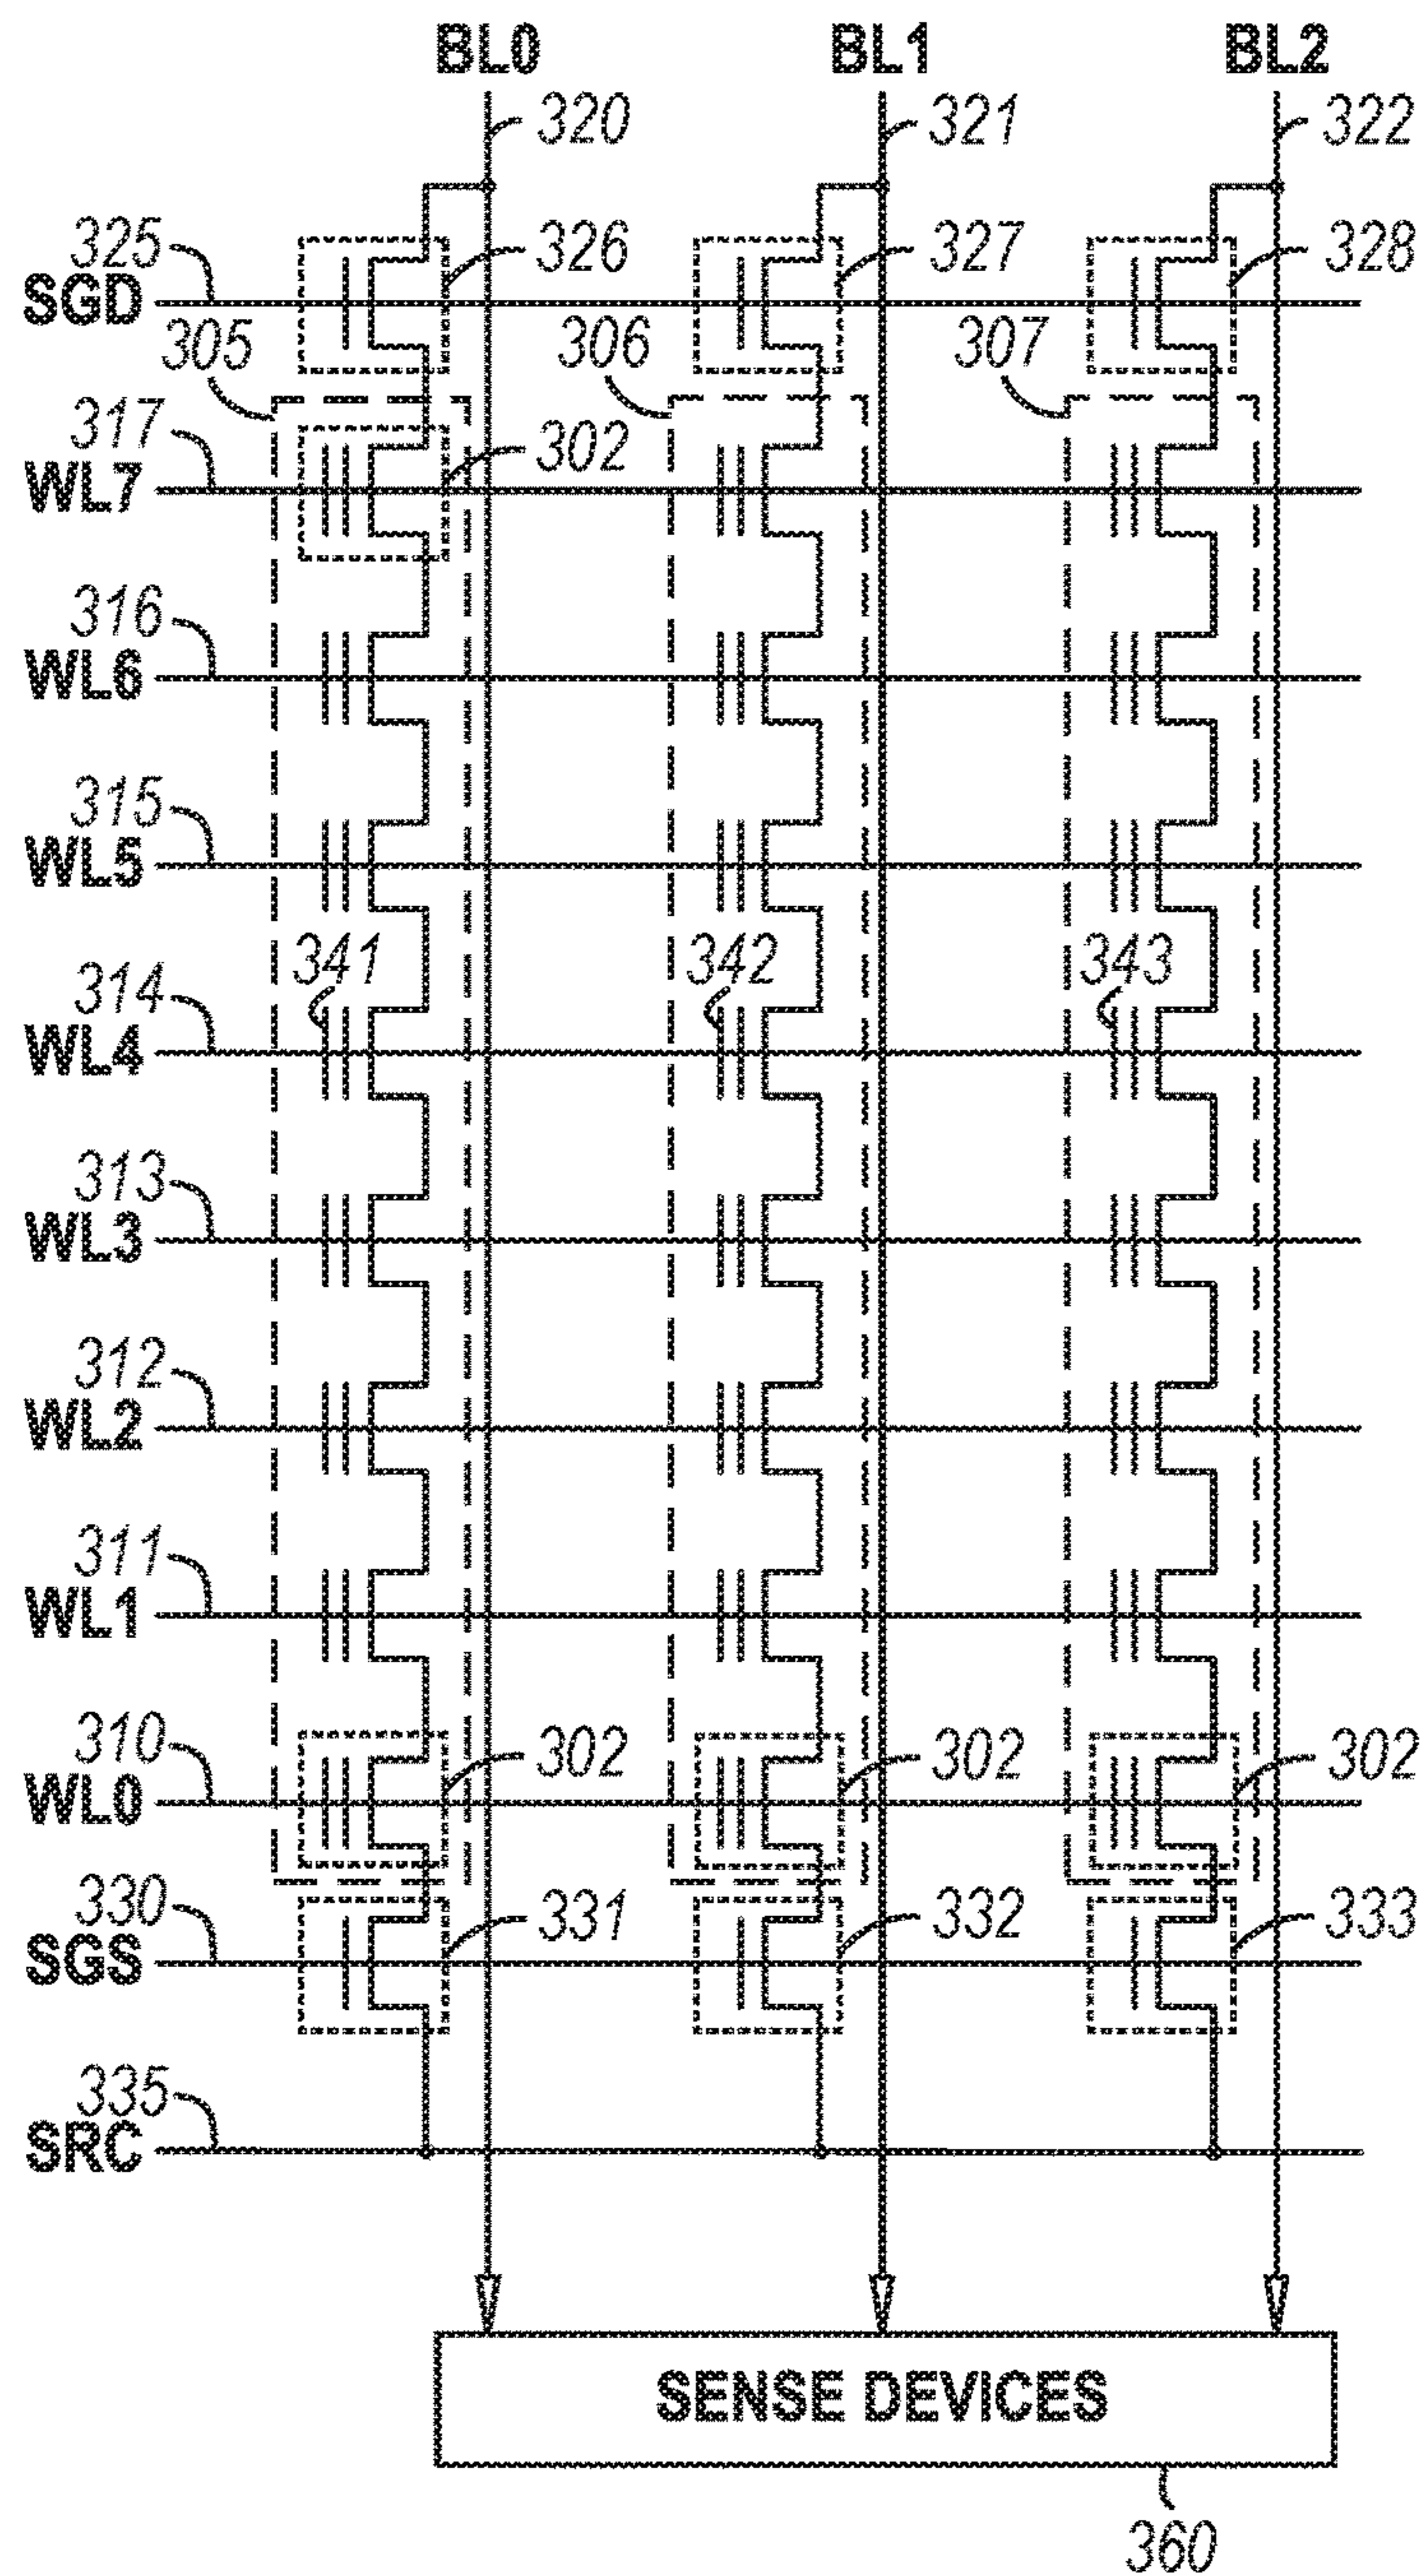 BL0 BL1 BL2
320 321 322
325 326 327 328
SGD
305 306 307
317 302
WL7
316
WL6
315
WL5
341 342 343
314
WL4
313
WL3
312
WL2
311
WL1
310 302 302 302
WL0
330 331 332 333
SGS
335
SRC
SENSE DEVICES
360